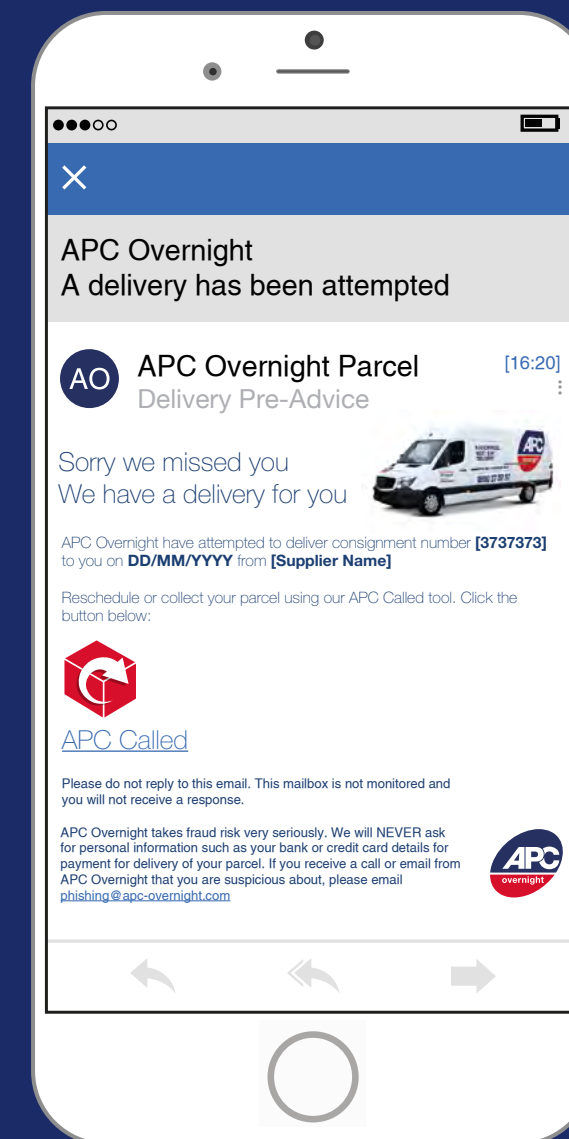 APC Overnight
A delivery has been attempted
AO
APC Overnight Parcel
[16:20]
Delivery Pre-Advice
Sorry we missed you
We have a delivery for you
APC
APC Overnight have attempted to deliver consignment number [3737373]
to you on DD/MM/YYYY from [Supplier Name]
Reschedule or collect your parcel using our APC Called tool. Click the
button below:
APC Called
Please do not reply to this email. This mailbox is not monitored and
you will not receive a response.
APC Overnight takes fraud risk very seriously. We will NEVER ask
for personal information such as your bank or credit card details for
payment for delivery of your parcel. If you receive a call or email from
APC Overnight that you are suspicious about, please email
phishing@apc-overnight.com
APC
overnight